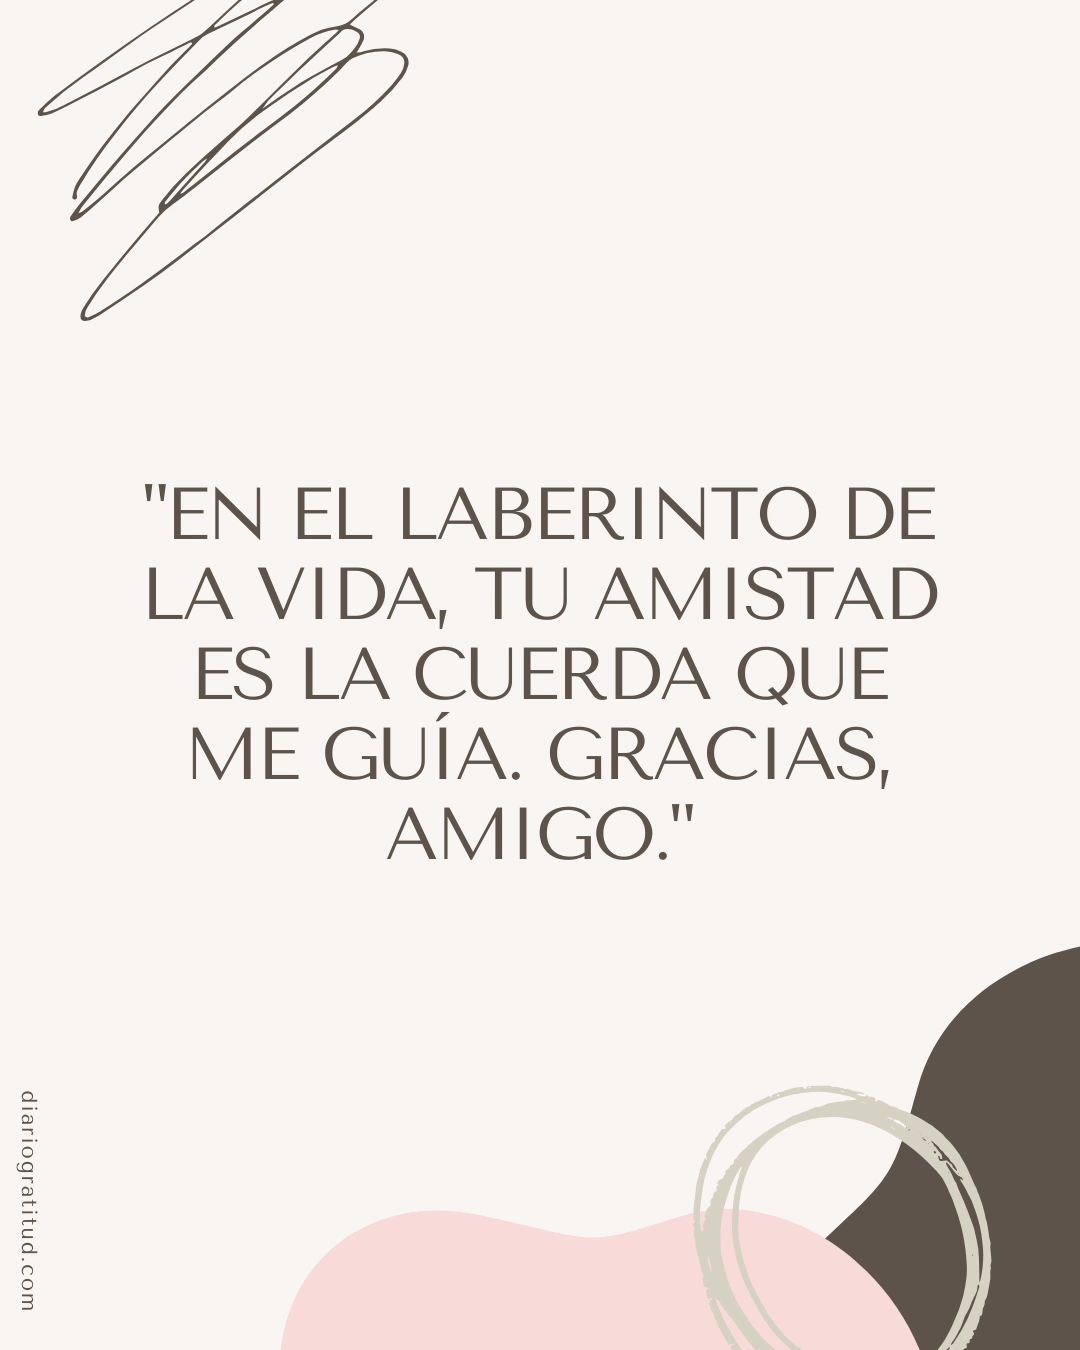 "EN EL LABERINTO DE
LA VIDA, TU AMISTAD
ES LA CUERDA QUE
ME GUÍA. GRACIAS,
AMIGO."
diariogratitud.com